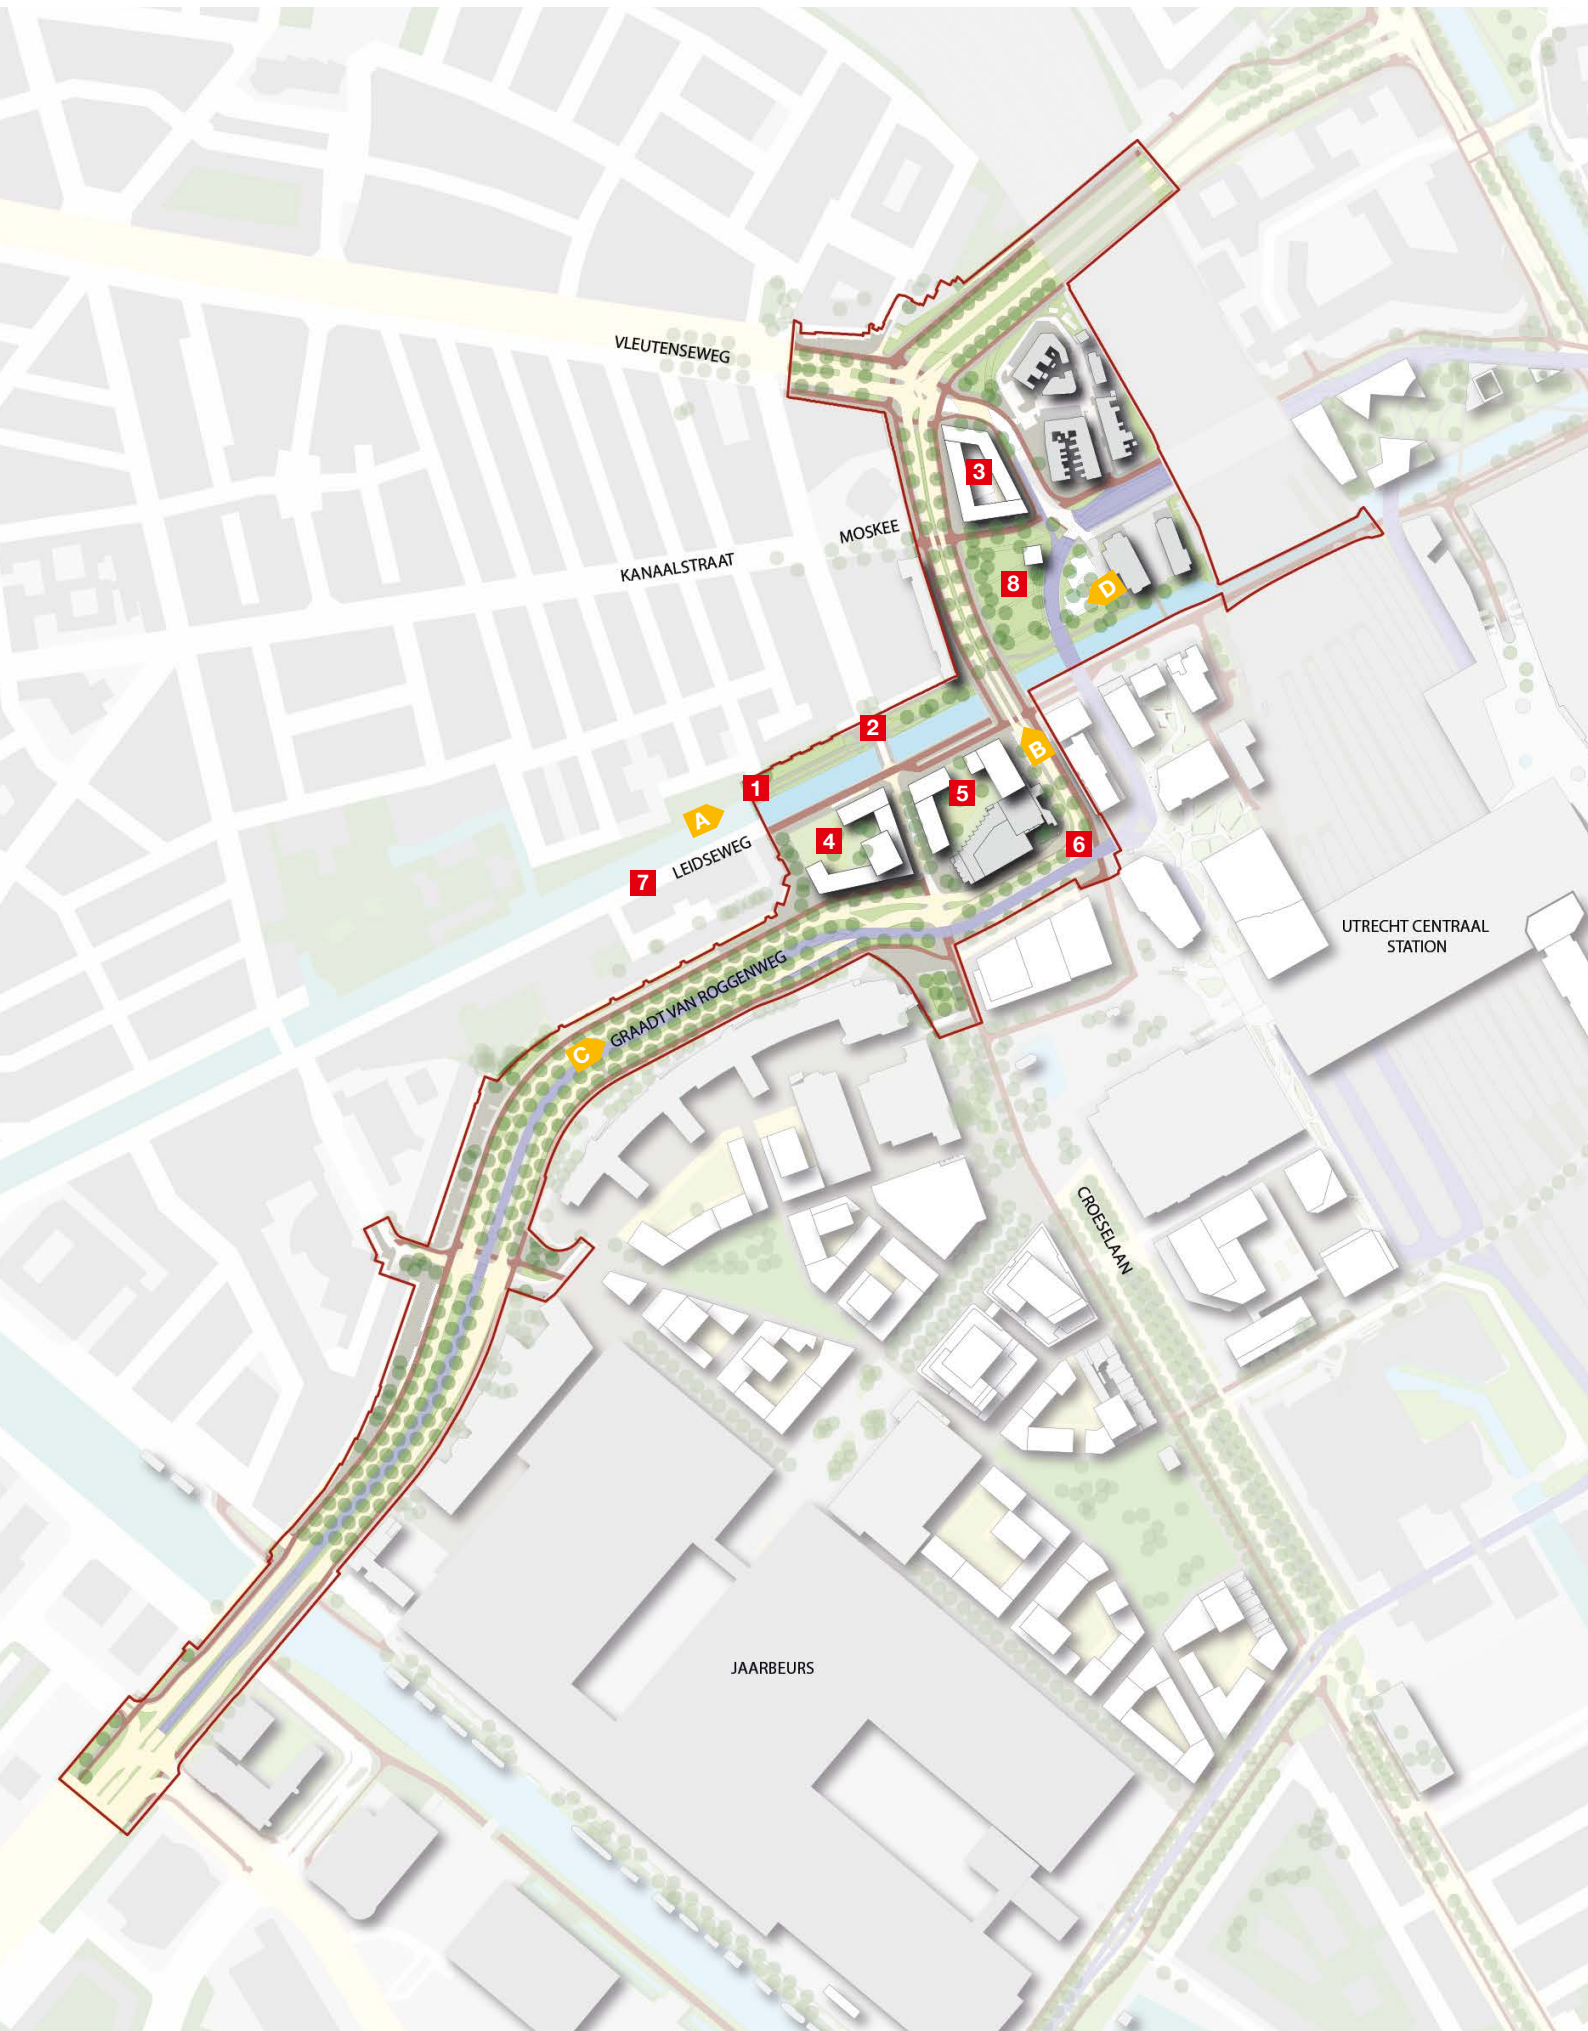 VLEUTENSEWEG
3
MOSKEE
KANAALSTRAAT
8
D
2
B
1
5
A
4
6
LEIDSEWEG
7
UTRECHT CENTRAAL
STATION
GRAADT VAN ROGGENWEG
C
CROESELAAN
JAARBEURS